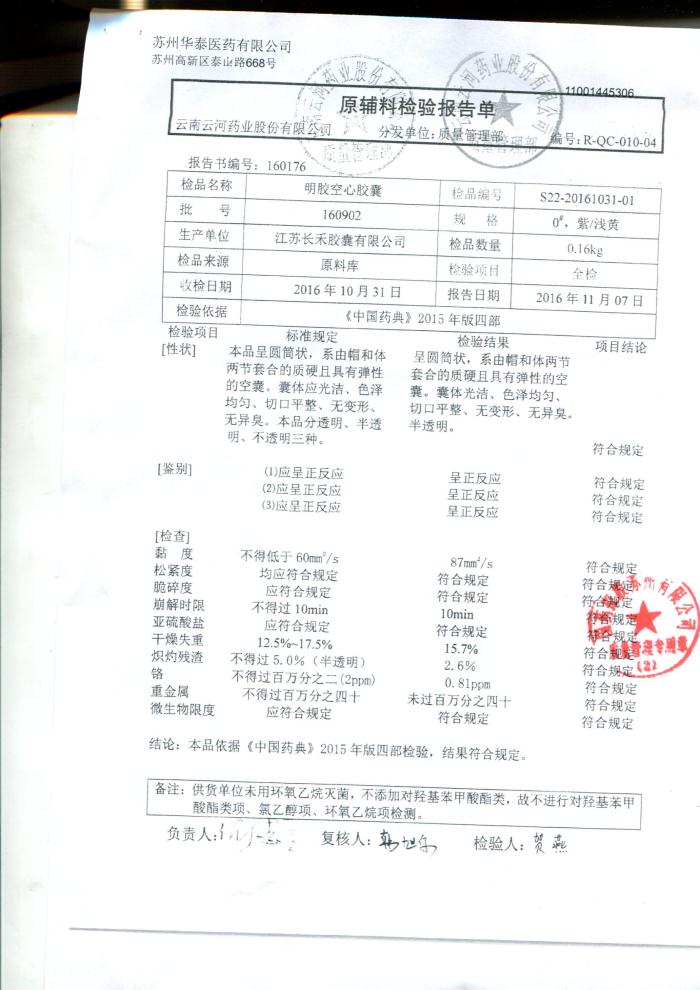 苏州华泰医药有限公司
苏州高新区泰山路668号
11001445306
原辅料检验报告单
云南云河药业股份有限公司 分发单位:质量管理部 编号:R-QC-010-04
质量管理部
报告书编号:160176
检品名称 明胶空心胶囊 检品编号 S22-20161031-01
批 号 160902 规 格 0#,紫/浅黄
生产单位 江苏长禾胶囊有限公司 检品数量 0.16kg
检品来源 原料库 检验项目 全检
收检日期 2016年10月31日 报告日期 2016年11月07日
检验依据 《中国药典》2015年版四部
检验项目 标准规定 检验结果 项目结论
[性状] 本品呈圆筒状,系由帽和体 呈圆筒状,系由帽和体两节
两节套合的质硬且具有弹性 套合的质硬且具有弹性的空
的空囊。囊体应光洁、色泽 囊。囊体光洁、色泽均匀、
均匀、切口平整、无变形、 切口平整、无变形、无异臭。
无异臭。本品分透明、半透 半透明。
明、不透明三种。 符合规定
[鉴别] (1)应呈正反应 呈正反应 符合规定
(2)应呈正反应 呈正反应 符合规定
(3)应呈正反应 呈正反应 符合规定
[检查]
黏 度 不得低于60mm²/s 87mm²/s 符合规定
松紧度 均应符合规定 符合规定 符合规定
脆碎度 应符合规定 符合规定 符合规定
崩解时限 不得过10min 10min 符合规定
亚硫酸盐 应符合规定 符合规定 符合规定
干燥失重 12.5%~17.5% 15.7% 符合规定
炽灼残渣 不得过5.0%(半透明) 2.6% 符合规定
铬 不得过百万分之二(2ppm) 0.81ppm 符合规定
重金属 不得过百万分之四十 未过百万分之四十 符合规定
微生物限度 应符合规定 符合规定 符合规定
质量管理专用章
(2)
结论:本品依据《中国药典》2015年版四部检验,结果符合规定。
备注:供货单位未用环氧乙烷灭菌,不添加对羟基苯甲酸酯类,故不进行对羟基苯甲
酸酯类项、氯乙醇项、环氧乙烷项检测。
负责人: 复核人: 检验人:贺燕